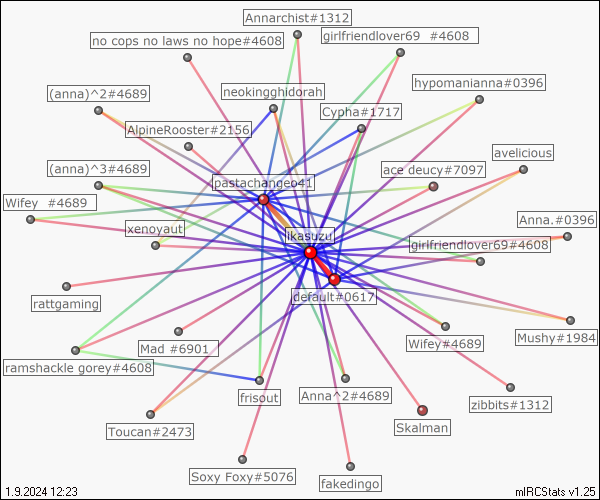 Annarchist#1312
girlfriendlover69 #4608
no cops no laws no hope#4608
hypomanianna#0396
(anna)^2#4689
neokingghidorah
Cypha#1717
AlpineRooster#2156
avelicious
(anna)^3#4689
ace deucy#7097
pastachangeo41
Wifey #4689
Anna.#0396
xenoyaut
ikasuzu
girlfriendlover69#4608
rattgaming
default#0617
Mushy#1984
Mad #6901
Wifey#4689
ramshackle gorey#4608
frisout
Anna^2#4689
zibbits#1312
Skalman
Toucan#2473
Soxy Foxy#5076
fakedingo
1.9.2024 12:23
mIRCStats v1.25